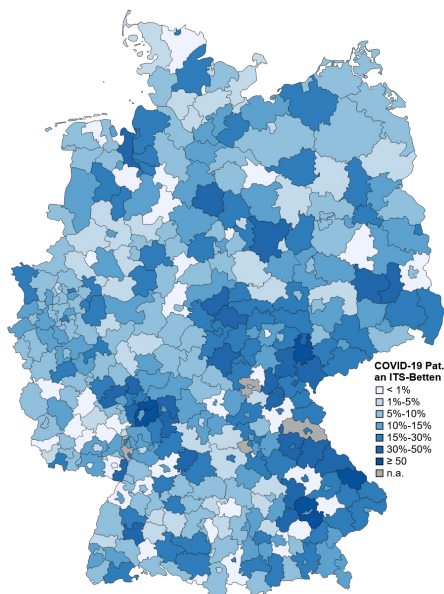 COVID-19 Pat.
an ITS-Betten
< 1%
1%-5%
5%-10%
10%-15%
15%-30%
30%-50%
≥ 50
n.a.